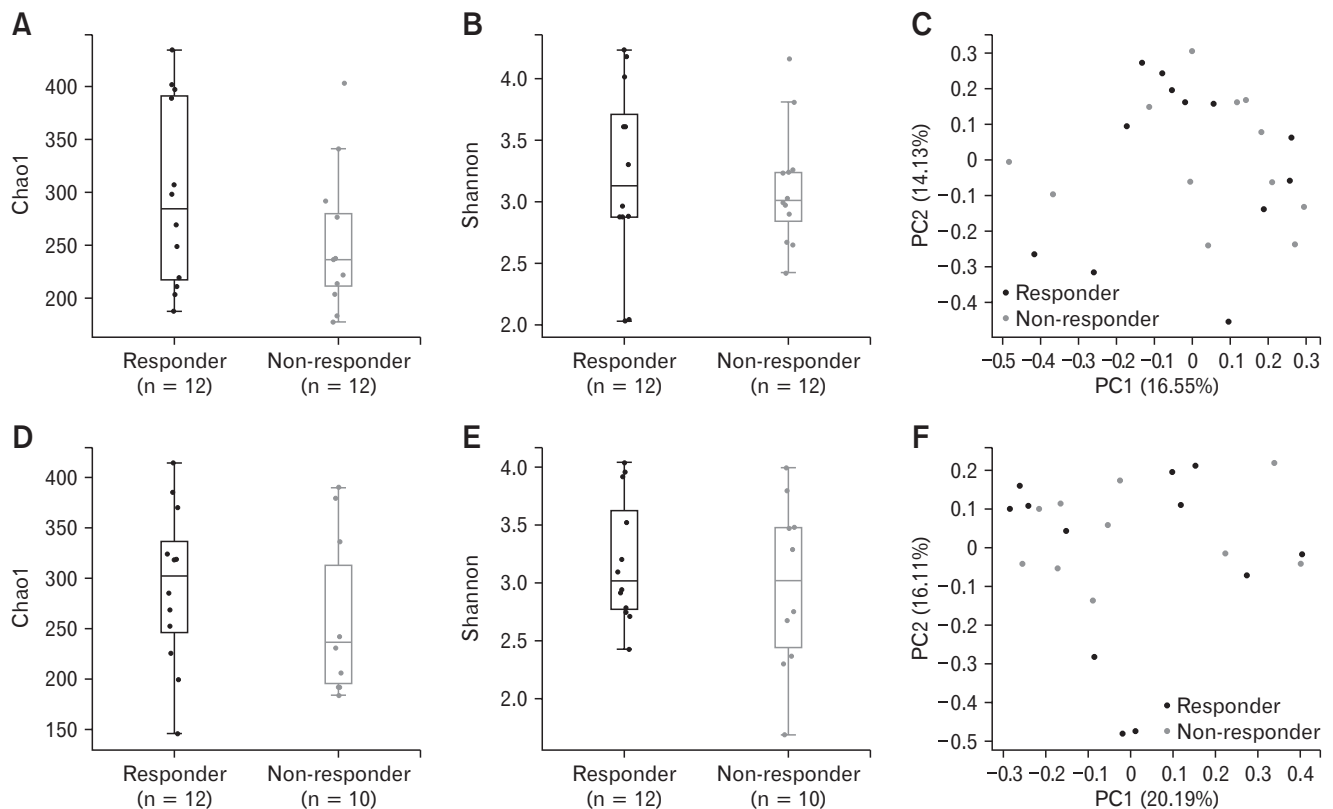 A
Chao1
400
350
300
250
200
Responder
(n = 12)
Non-responder
(n = 12)
B
Shannon
4.0
3.5
3.0
2.5
2.0
Responder
(n = 12)
Non-responder
(n = 12)
C
PC2 (14.13%)
0.3
0.2
0.1
0
−0.1
−0.2
−0.3
−0.4
Responder
Non-responder
−0.5 −0.4 −0.3 −0.2 −0.1 0 0.1 0.2 0.3
PC1 (16.55%)
D
Chao1
400
350
300
250
200
150
Responder
(n = 12)
Non-responder
(n = 10)
E
Shannon
4.0
3.5
3.0
2.5
2.0
Responder
(n = 12)
Non-responder
(n = 10)
F
PC2 (16.11%)
0.2
0.1
0
−0.1
−0.2
−0.3
−0.4
−0.5
Responder
Non-responder
−0.3 −0.2 −0.1 0 0.1 0.2 0.3 0.4
PC1 (20.19%)